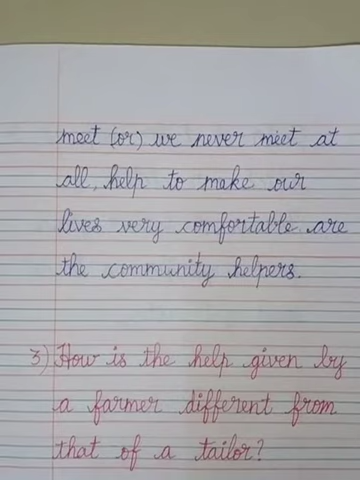 meet (or) we never meet at
all, help to make our
lives very comfortable are
the community helpers.
3) How is the help given by
a farmer different from
that of a tailor?